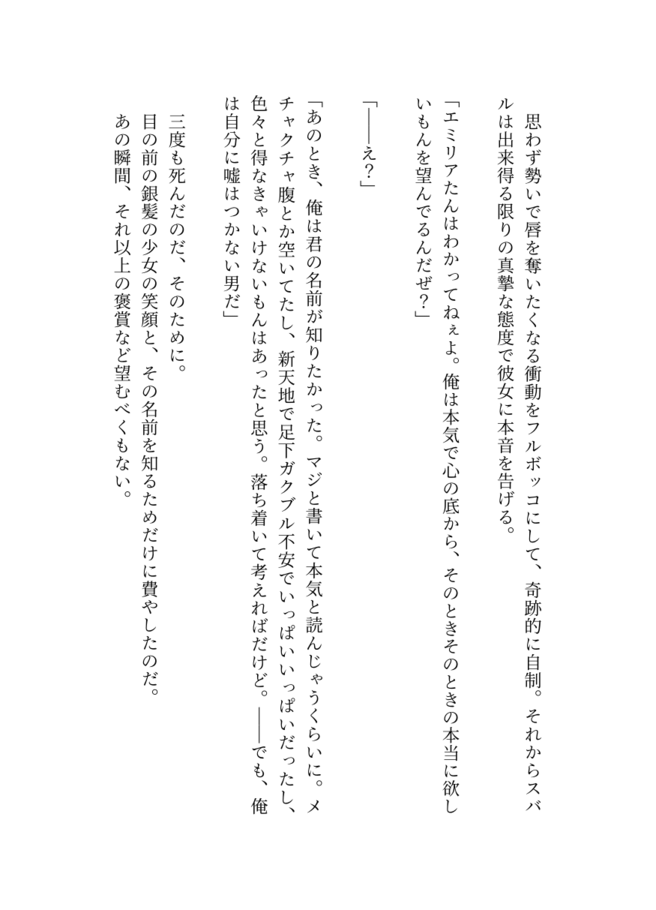 思わず勢いで唇を奪いたくなる衝動をフルボッコにして、奇跡的に自制。それからスバ
ルは出来得る限りの真摯な態度で彼女に本音を告げる。
「エミリアたんはわかってねぇよ。俺は本気で心の底から、そのときそのときの本当に欲し
いもんを望んでるんだぜ?」
「――え?」
「あのとき、俺は君の名前が知りたかった。マジと書いて本気と読んじゃうくらいに。メ
チャクチャ腹とか空いてたし、新天地で足下ガクブル不安でいっぱいいっぱいだったし、
色々と得なきゃいけないもんはあったと思う。落ち着いて考えればだけど。――でも、俺
は自分に嘘はつかない男だ」
三度も死んだのだ、そのために。
目の前の銀髪の少女の笑顔と、その名前を知るためだけに費やしたのだ。
あの瞬間、それ以上の褒賞など望むべくもない。